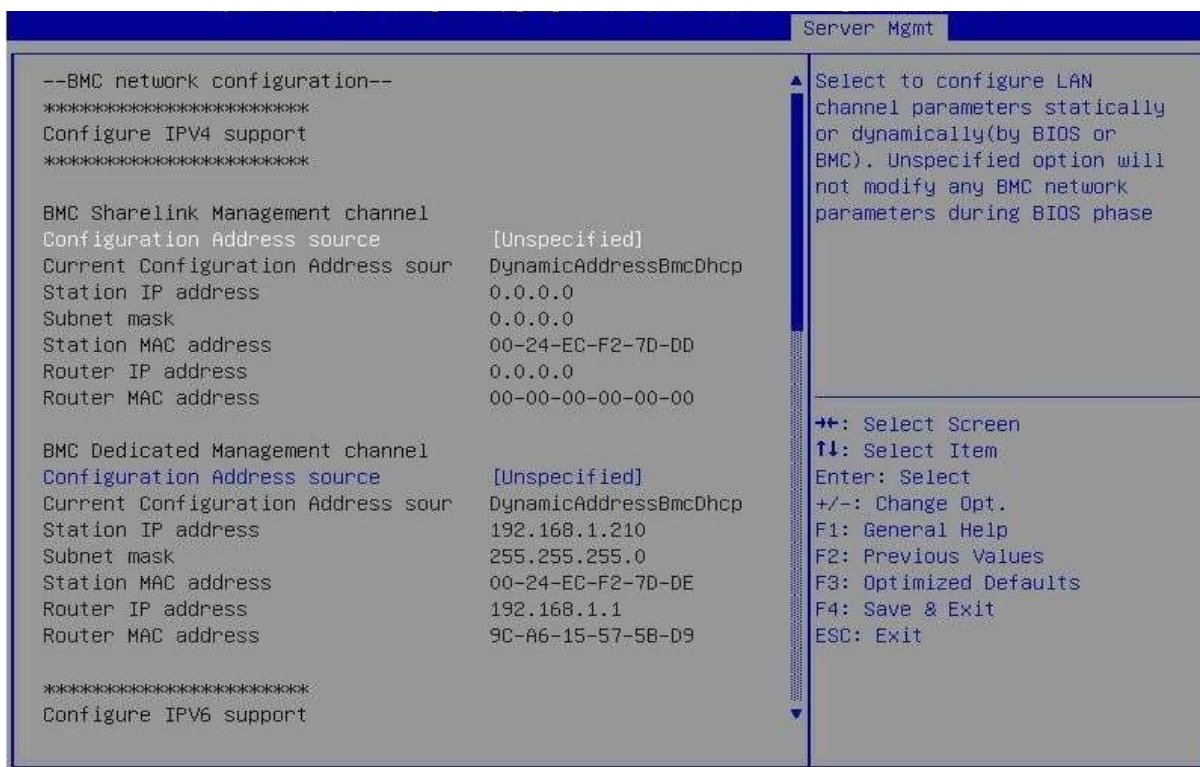 Server Mgmt
--BMC network configuration--
***********************
Configure IPV4 support
***********************
BMC Sharelink Management channel
Configuration Address source [Unspecified]
Current Configuration Address sour DynamicAddressBmcDhcp
Station IP address 0.0.0.0
Subnet mask 0.0.0.0
Station MAC address 00-24-EC-F2-7D-DD
Router IP address 0.0.0.0
Router MAC address 00-00-00-00-00-00
BMC Dedicated Management channel
Configuration Address source [Unspecified]
Current Configuration Address sour DynamicAddressBmcDhcp
Station IP address 192.168.1.210
Subnet mask 255.255.255.0
Station MAC address 00-24-EC-F2-7D-DE
Router IP address 192.168.1.1
Router MAC address 9C-A6-15-57-5B-D9
***********************
Configure IPV6 support
Select to configure LAN
channel parameters statically
or dynamically(by BIOS or
BMC). Unspecified option will
not modify any BMC network
parameters during BIOS phase
→←: Select Screen
↑↓: Select Item
Enter: Select
+/-: Change Opt.
F1: General Help
F2: Previous Values
F3: Optimized Defaults
F4: Save & Exit
ESC: Exit